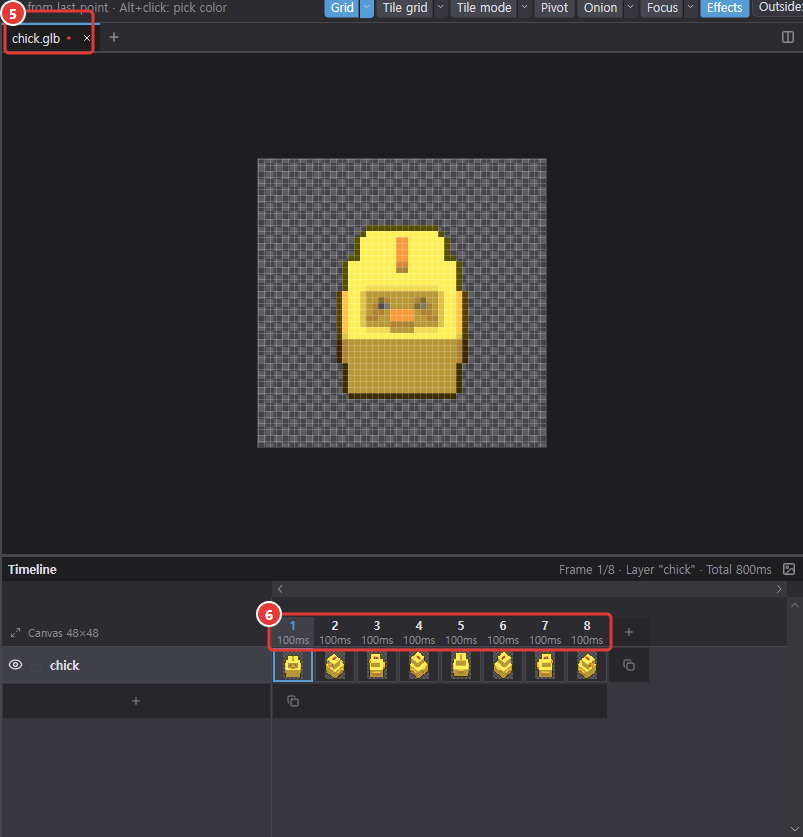 5
from last point · Alt+click: pick color
Grid
Tile grid
Tile mode
Pivot
Onion
Focus
Effects
Outside
chick.glb
Timeline
Frame 1/8 · Layer "chick" · Total 800ms
6
Canvas 48×48
1 2 3 4 5 6 7 8
100ms 100ms 100ms 100ms 100ms 100ms 100ms 100ms
chick